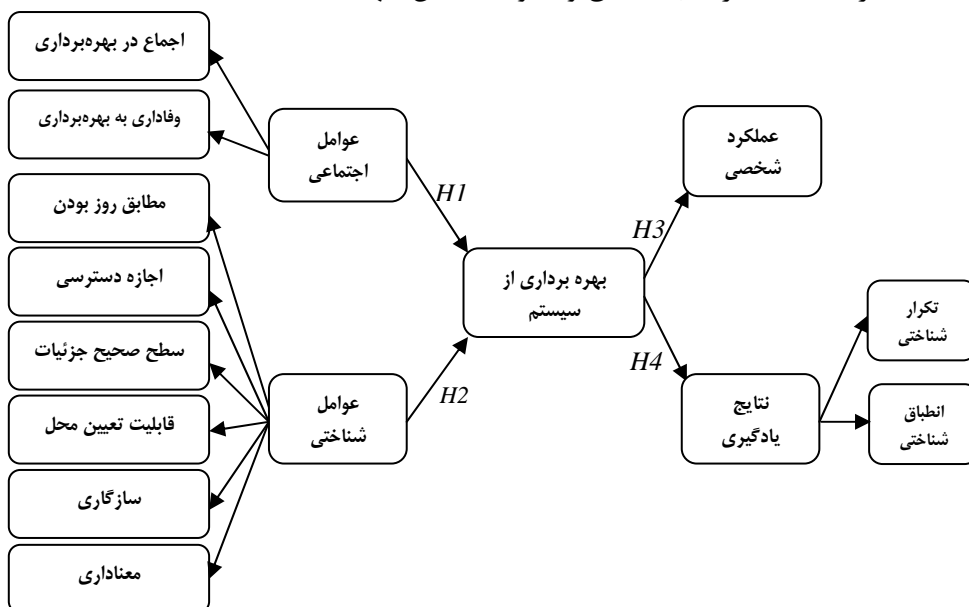 اجماع در بهره‌برداری
وفاداری به بهره‌برداری
مطابق روز بودن
اجازه دسترسی
سطح صحیح جزئیات
قابلیت تعیین محل
سازگاری
معناداری
عوامل
اجتماعی
عوامل
شناختی
H1
H2
بهره برداری از
سیستم
H3
H4
عملکرد
شخصی
نتایج
یادگیری
تکرار
شناختی
انطباق
شناختی